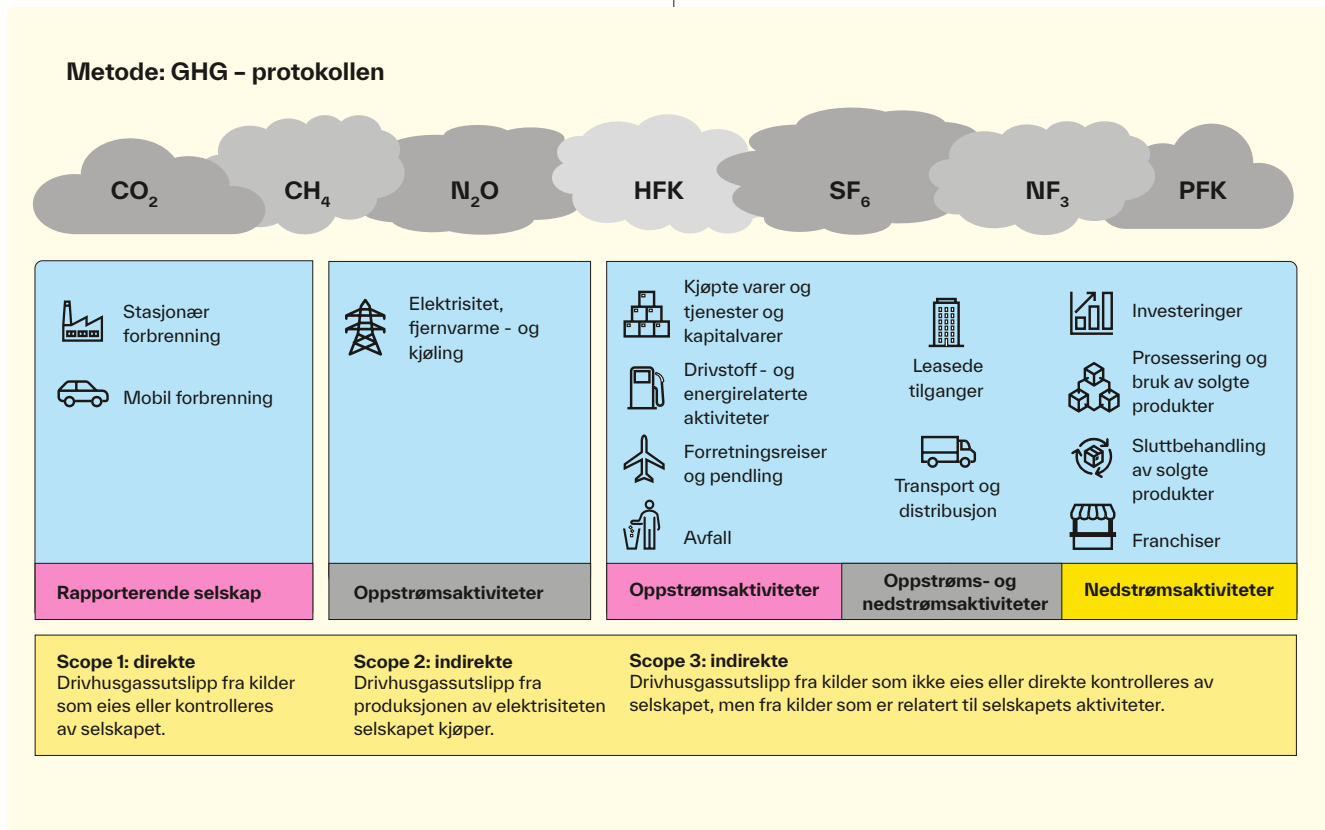 Metode: GHG – protokollen
CO2
CH4
N2O
HFK
SF6
NF3
PFK
Stasjonær
forbrenning
Mobil forbrenning
Rapporterende selskap
Elektrisitet,
fjernvarme - og
kjøling
Oppstrømsaktiviteter
Kjøpte varer og
tjenester og
kapitalvarer
Drivstoff - og
energirelaterte
aktiviteter
Forretningsreiser
og pendling
Avfall
Oppstrømsaktiviteter
Leasede
tilganger
Transport og
distribusjon
Oppstrøms- og
nedstrømsaktiviteter
Investeringer
Prosessering og
bruk av solgte
produkter
Sluttbehandling
av solgte
produkter
Franchiser
Nedstrømsaktiviteter
Scope 1: direkte
Drivhusgassutslipp fra kilder
som eies eller kontrolleres
av selskapet.
Scope 2: indirekte
Drivhusgassutslipp fra
produksjonen av elektrisiteten
selskapet kjøper.
Scope 3: indirekte
Drivhusgassutslipp fra kilder som ikke eies eller direkte kontrolleres av
selskapet, men fra kilder som er relatert til selskapets aktiviteter.